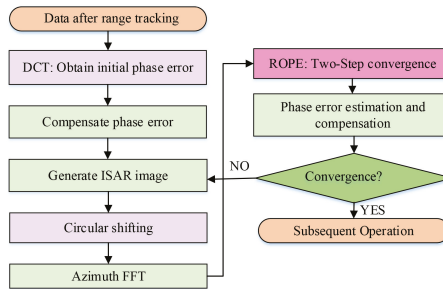 Data after range tracking
DCT: Obtain initial phase error
Compensate phase error
Generate ISAR image
Circular shifting
Azimuth FFT
ROPE: Two-Step convergence
Phase error estimation and
compensation
Convergence?
NO
YES
Subsequent Operation